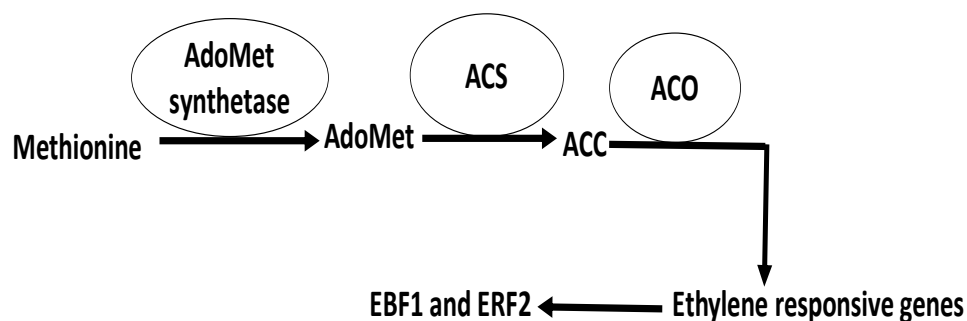 AdoMet
synthetase
ACS
ACO
Methionine
AdoMet
ACC
EBF1 and ERF2
Ethylene responsive genes